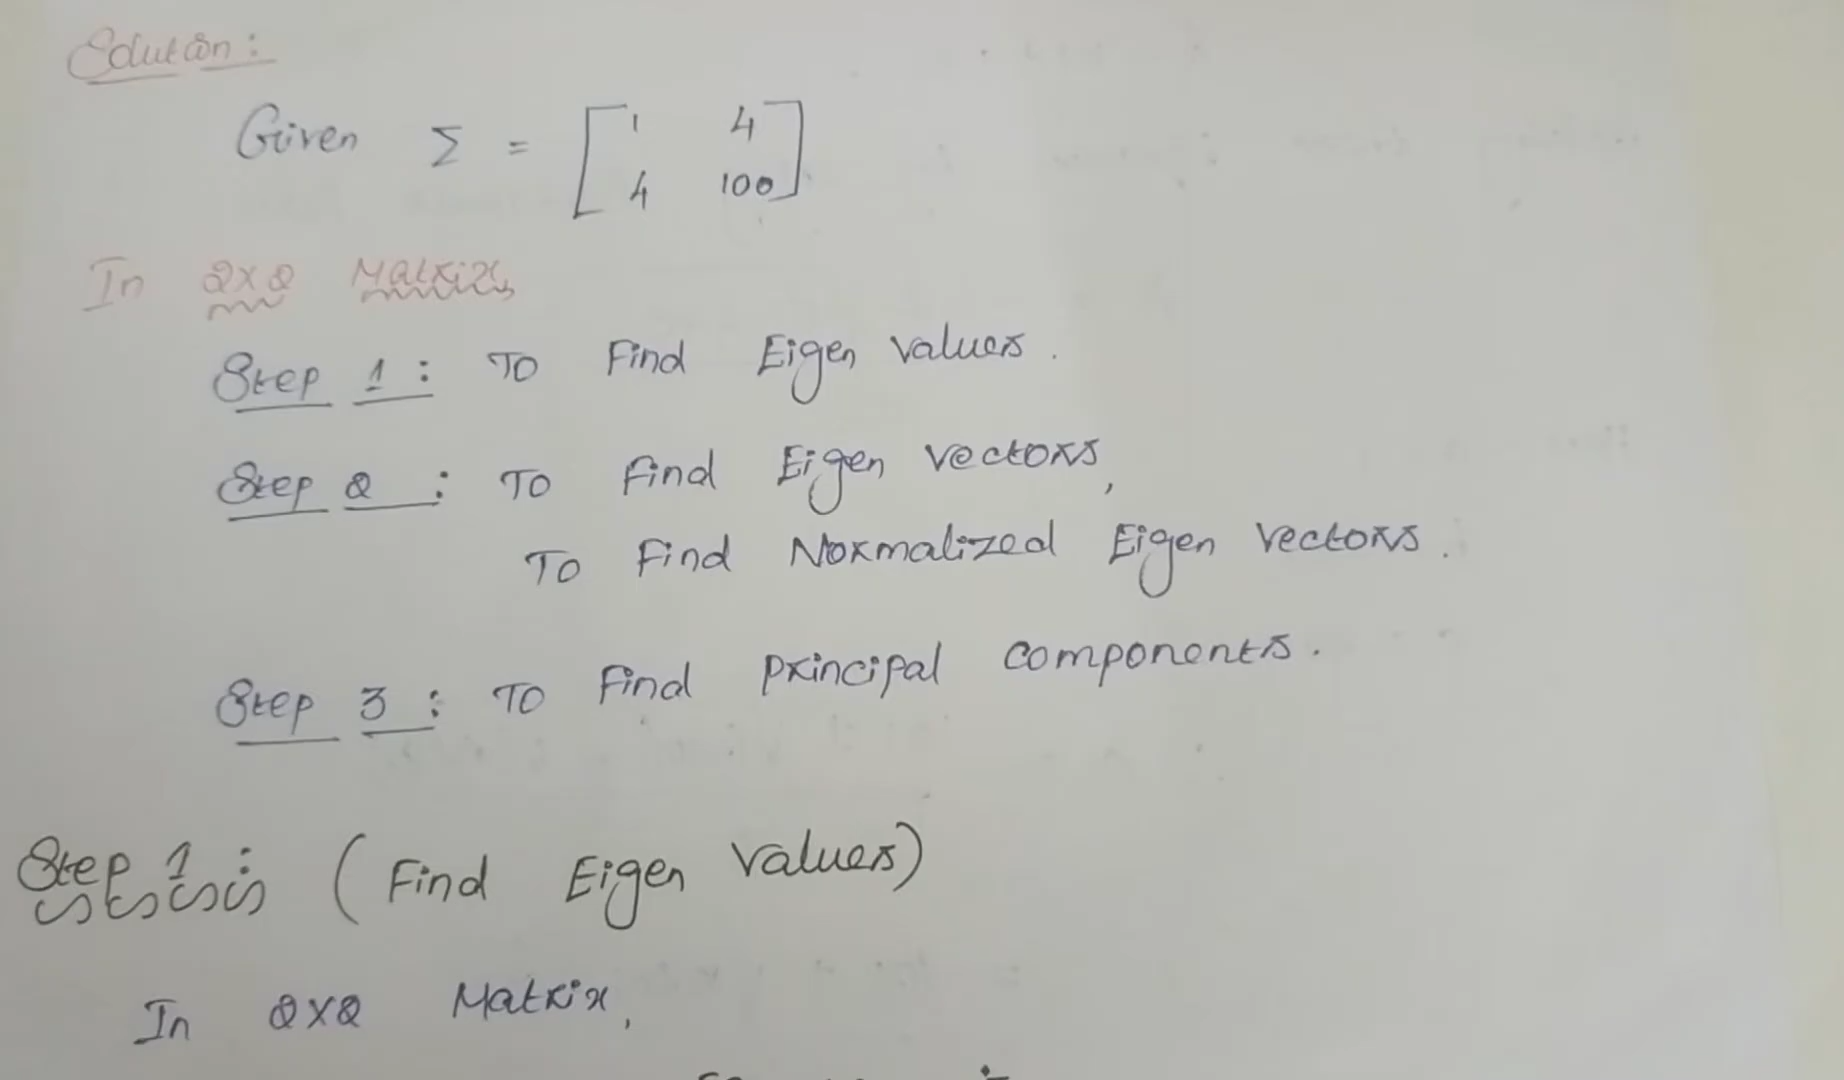 Solution:
Given Σ = [ 1 4
4 100 ]
In 2x2 Matrix,
Step 1: To Find Eigen values.
Step 2: To Find Eigen vectors,
To Find Normalized Eigen vectors.
Step 3: To Find principal components.
Step 1: (Find Eigen values)
In 2x2 Matrix,